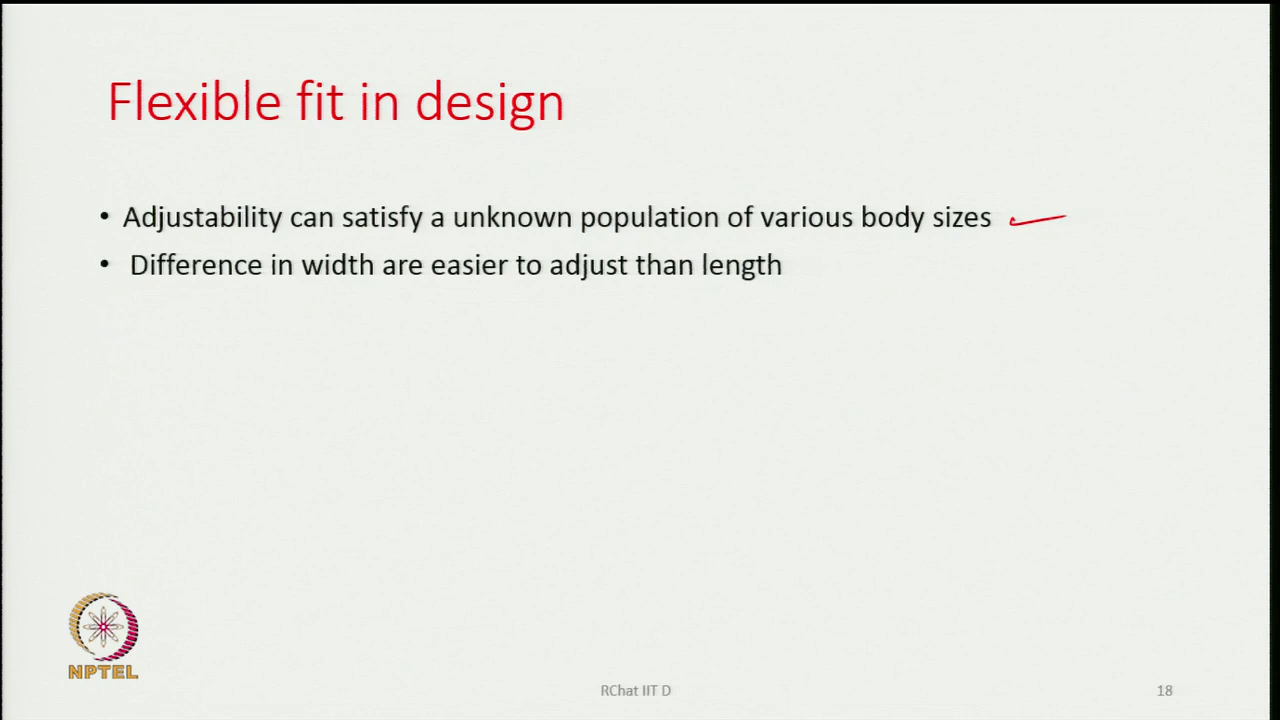 Flexible fit in design
• Adjustability can satisfy a unknown population of various body sizes
• Difference in width are easier to adjust than length
NPTEL
RChat IIT D
18